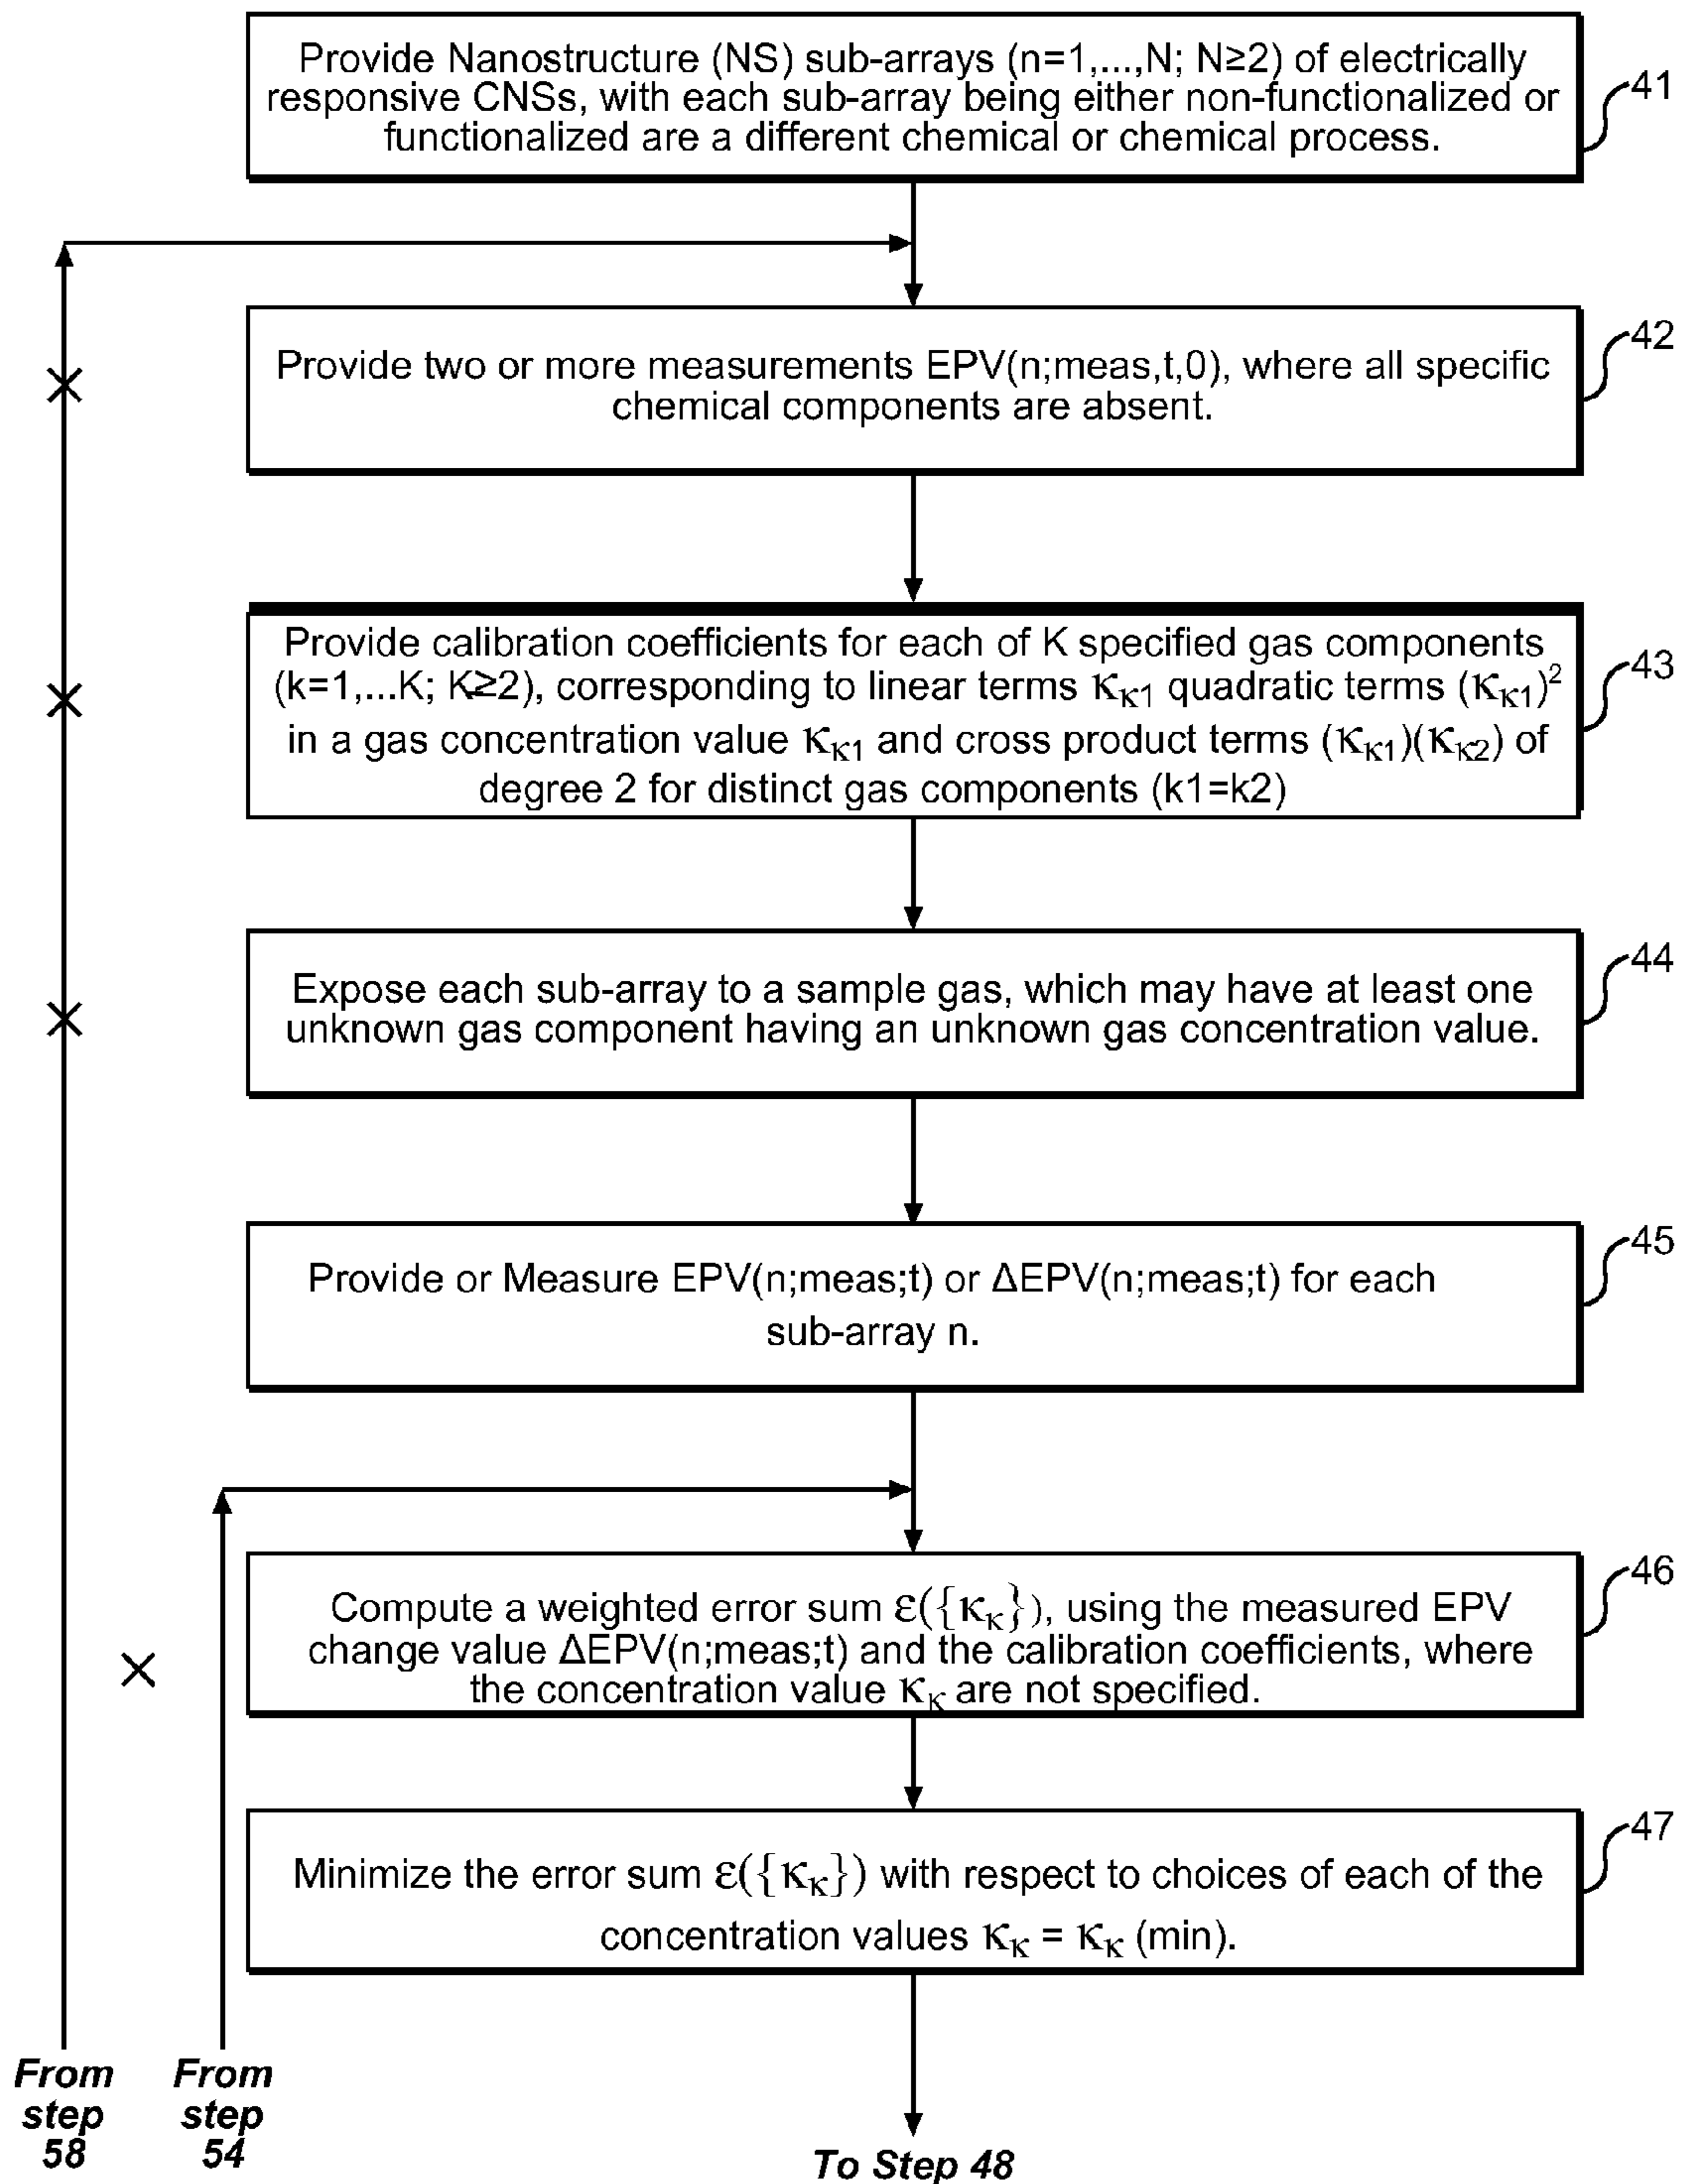 Provide Nanostructure (NS) sub-arrays (n=1,...,N; N≥2) of electrically
responsive CNSs, with each sub-array being either non-functionalized or
functionalized are a different chemical or chemical process.
41
Provide two or more measurements EPV(n;meas,t,0), where all specific
chemical components are absent.
42
Provide calibration coefficients for each of K specified gas components
(k=1,...K; K≥2), corresponding to linear terms κκ1 quadratic terms (κκ1)²
in a gas concentration value κκ1 and cross product terms (κκ1)(κκ2) of
degree 2 for distinct gas components (k1=k2)
43
Expose each sub-array to a sample gas, which may have at least one
unknown gas component having an unknown gas concentration value.
44
Provide or Measure EPV(n;meas;t) or ΔEPV(n;meas;t) for each
sub-array n.
45
Compute a weighted error sum ε({κκ}), using the measured EPV
change value ΔEPV(n;meas;t) and the calibration coefficients, where
the concentration value κκ are not specified.
46
Minimize the error sum ε({κκ}) with respect to choices of each of the
concentration values κκ = κκ (min).
47
From
step
58
From
step
54
To Step 48